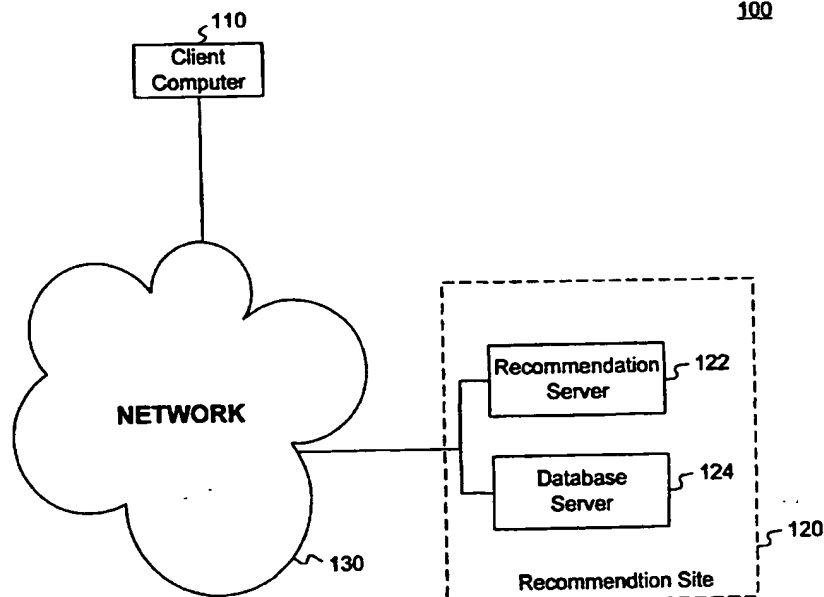 100
110
Client
Computer
NETWORK
130
Recommendation
Server
122
Database
Server
124
120
Recommendtion Site